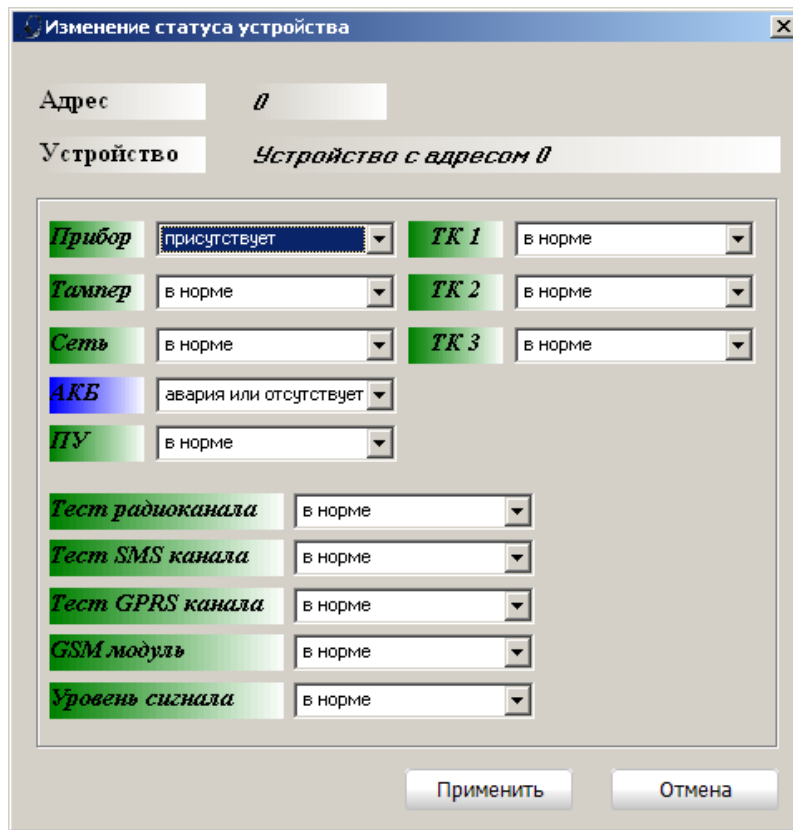 Изменение статуса устройства
Адрес 0
Устройство Устройство с адресом 0
Прибор присутствует ТК 1 в норме
Тампер в норме ТК 2 в норме
Сеть в норме ТК 3 в норме
АКБ авария или отсутствует
ПУ в норме
Тест радиоканала в норме
Тест SMS канала в норме
Тест GPRS канала в норме
GSM модуль в норме
Уровень сигнала в норме
Применить Отмена